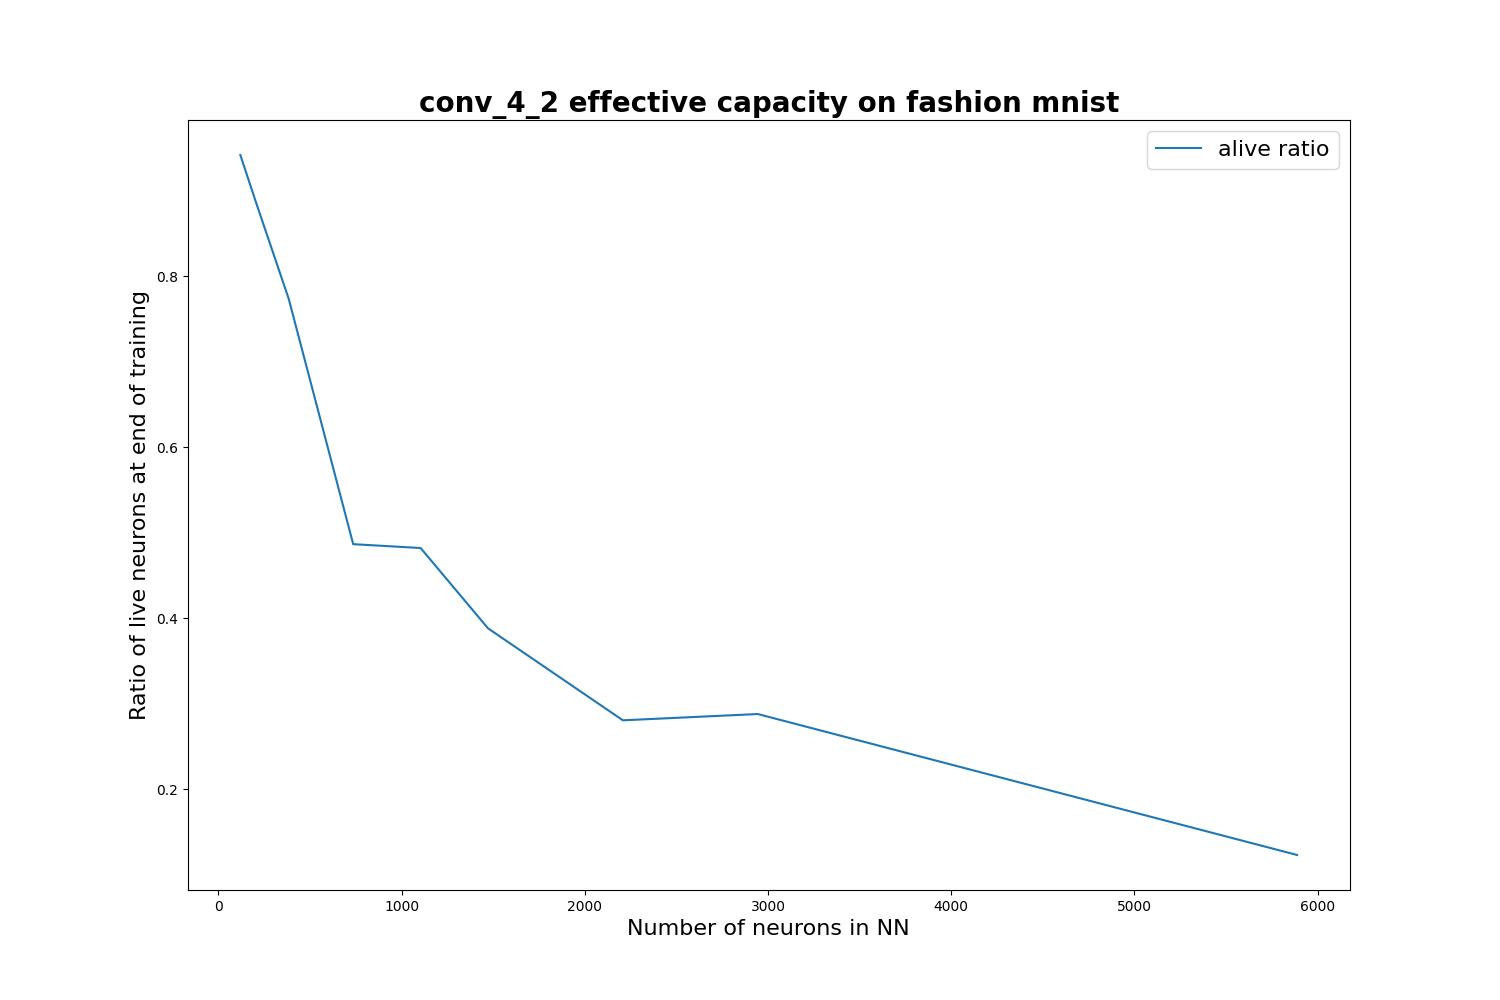 conv_4_2 effective capacity on fashion mnist
alive ratio
Ratio of live neurons at end of training
0.8
0.6
0.4
0.2
0 1000 2000 3000 4000 5000 6000
Number of neurons in NN